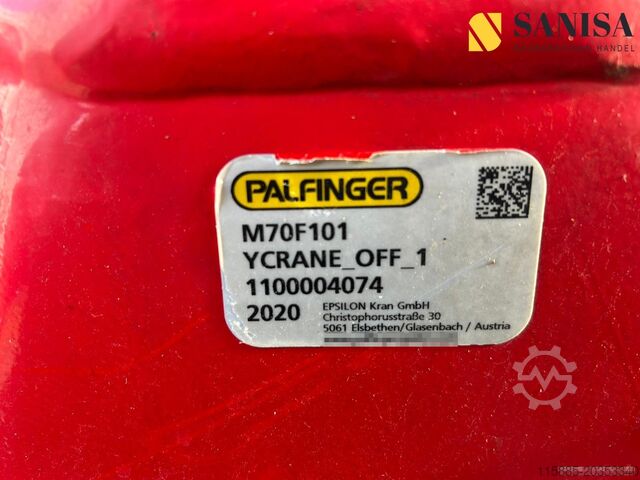 SANISA
PALFINGER
M70F101
YCRANE_OFF_1
1100004074
2020
EPSILON Kran GmbH
Christophorusstraße 30
5061 Elsbethen/Glasenbach / Austria